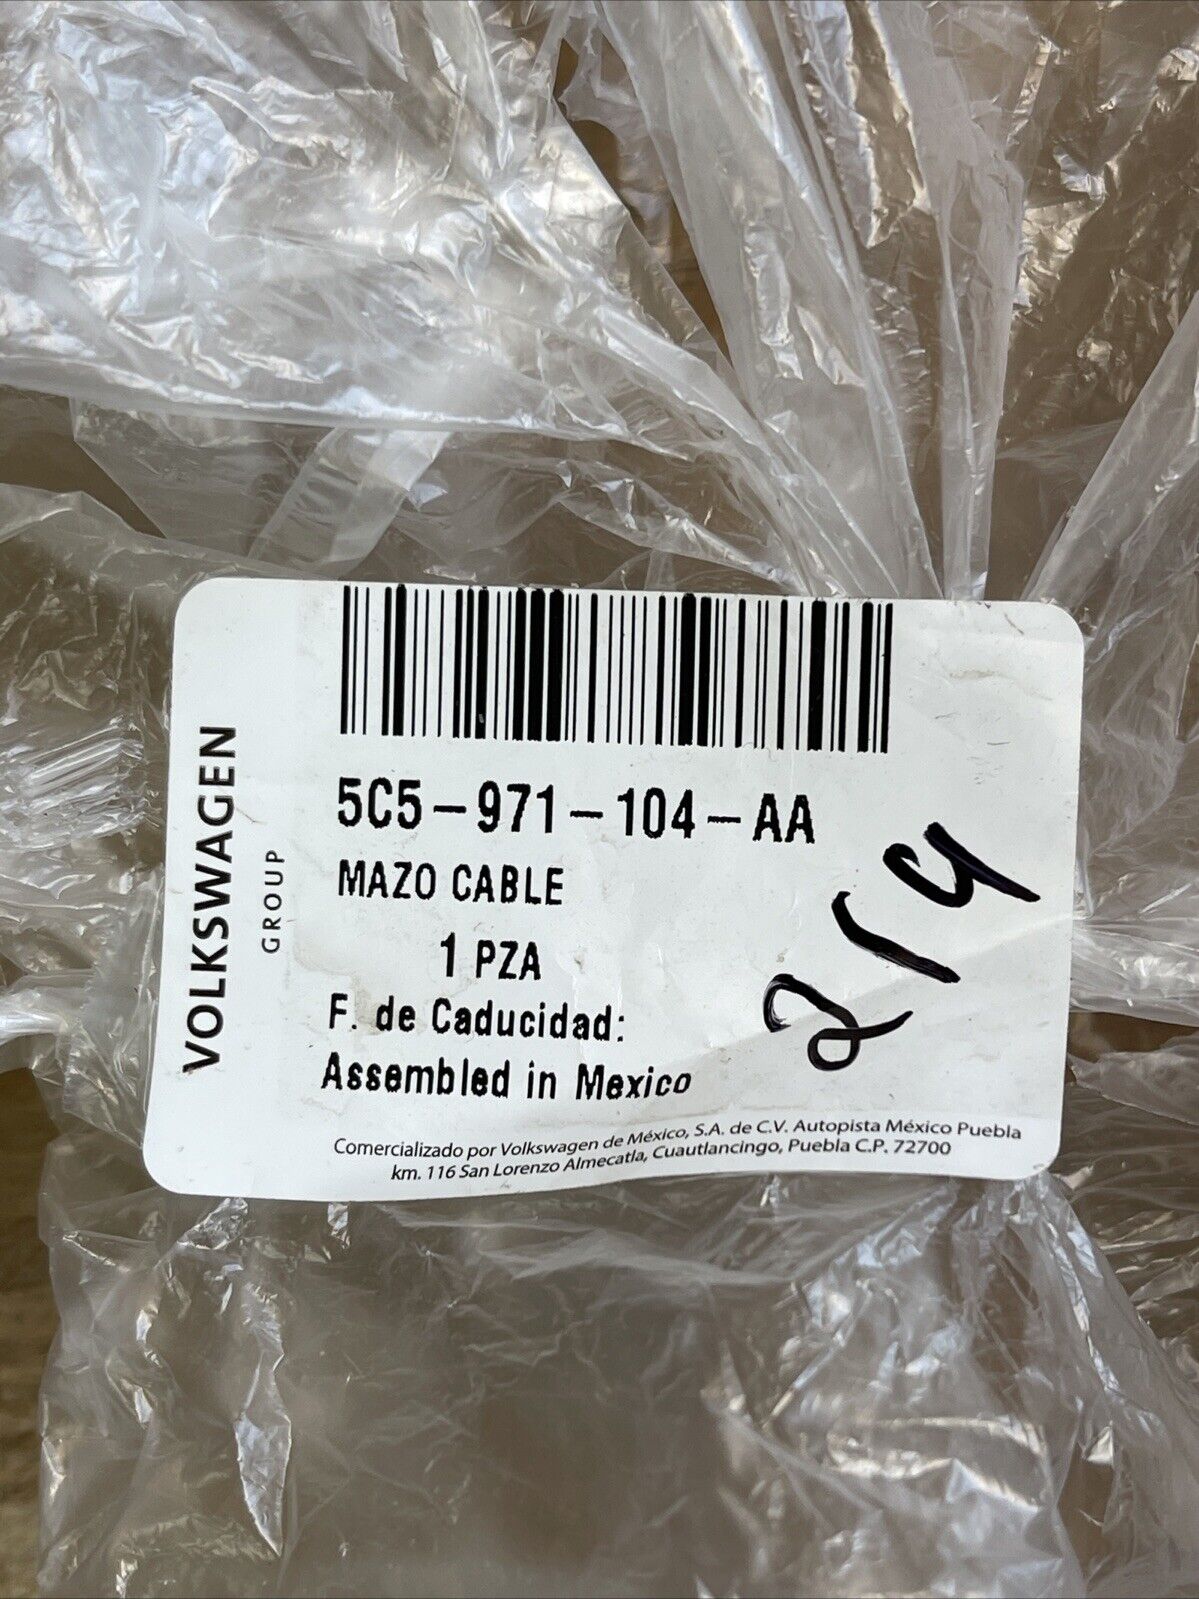 VOLKSWAGEN
GROUP
5C5-971-104-AA
MAZO CABLE
1 PZA
F. de Caducidad:
Assembled in Mexico
214
Comercializado por Volkswagen de México, S.A. de C.V. Autopista México Puebla
km. 116 San Lorenzo Almecatla, Cuautlancingo, Puebla C.P. 72700